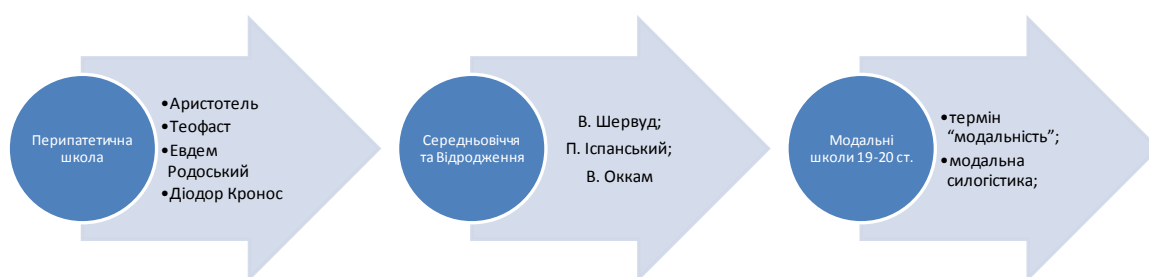 Перипатетична
школа
•Аристотель
•Теофаст
•Евдем
Родоський
•Діодор Кронос
Середньовіччя
та Відродження
В. Шервуд;
П. Іспанський;
В. Оккам
Модальні
школи 19-20 ст.
•термін
“модальність”;
•модальна
силогістика;